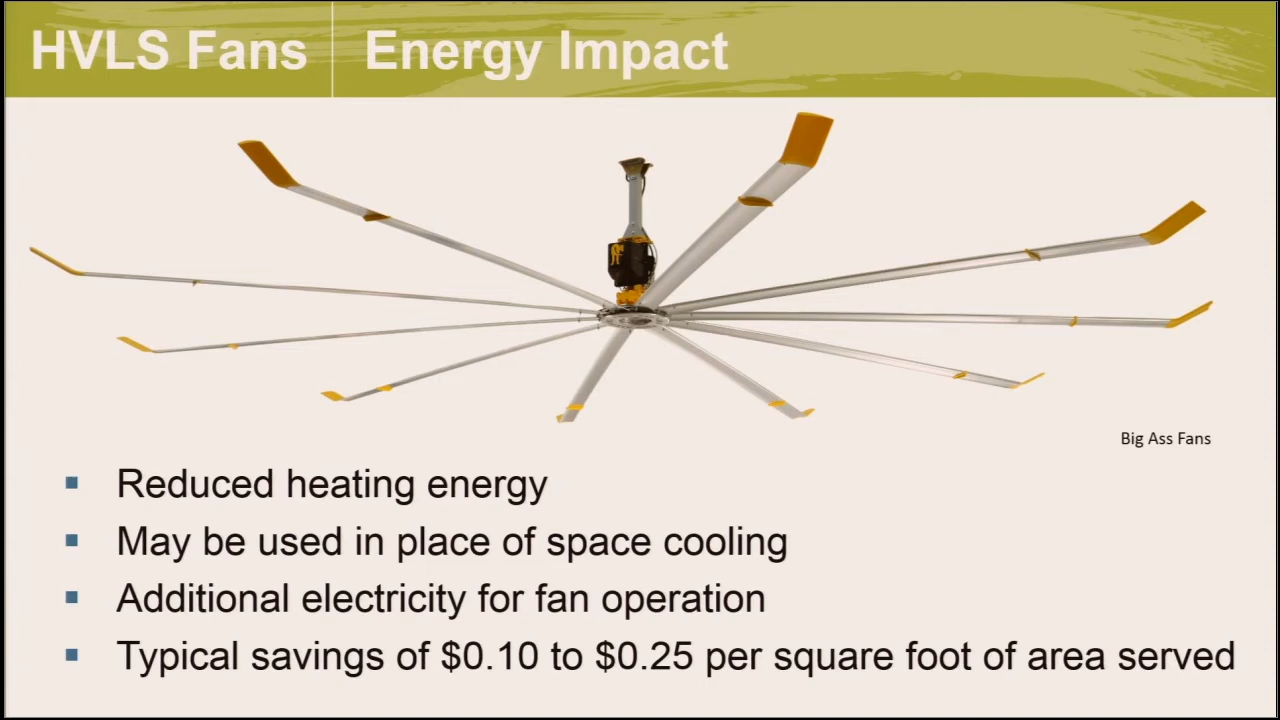 HVLS Fans | Energy Impact
Big Ass Fans
Reduced heating energy
May be used in place of space cooling
Additional electricity for fan operation
Typical savings of $0.10 to $0.25 per square foot of area served